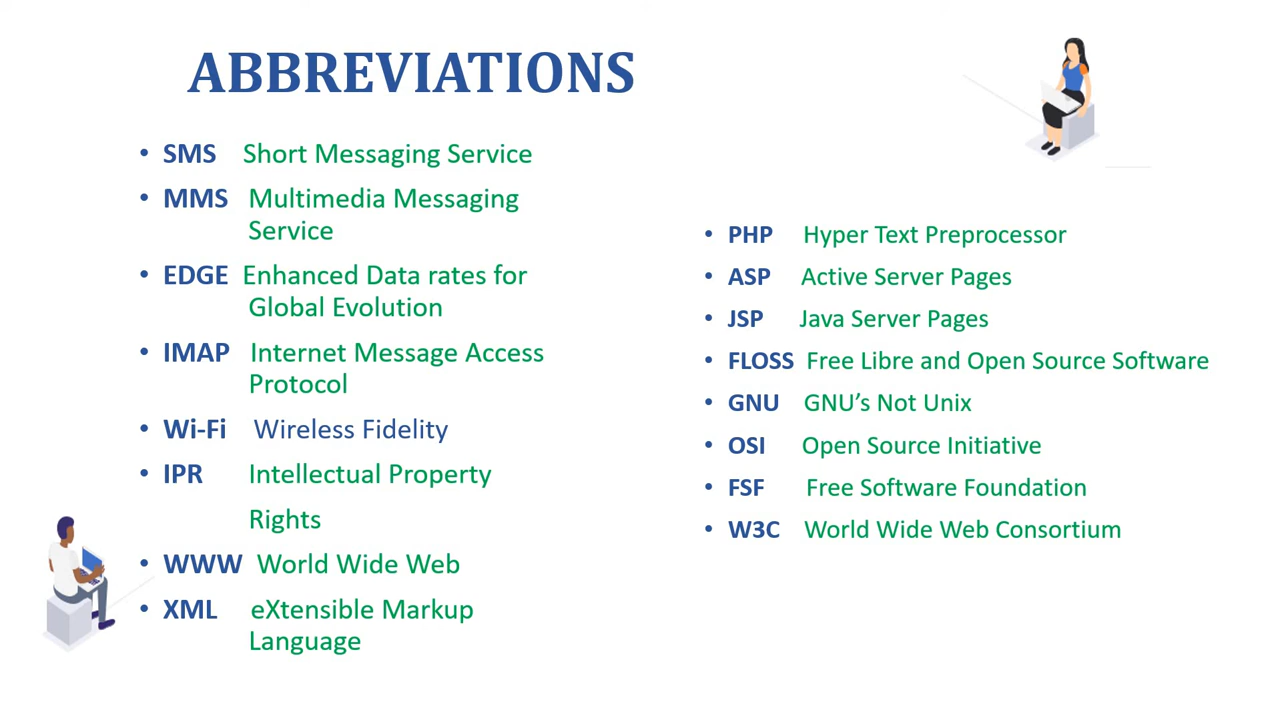 ABBREVIATIONS
• SMS Short Messaging Service
• MMS Multimedia Messaging
Service
• EDGE Enhanced Data rates for
Global Evolution
• IMAP Internet Message Access
Protocol
• Wi-Fi Wireless Fidelity
• IPR Intellectual Property
Rights
• WWW World Wide Web
• XML eXtensible Markup
Language
• PHP Hyper Text Preprocessor
• ASP Active Server Pages
• JSP Java Server Pages
• FLOSS Free Libre and Open Source Software
• GNU GNU’s Not Unix
• OSI Open Source Initiative
• FSF Free Software Foundation
• W3C World Wide Web Consortium